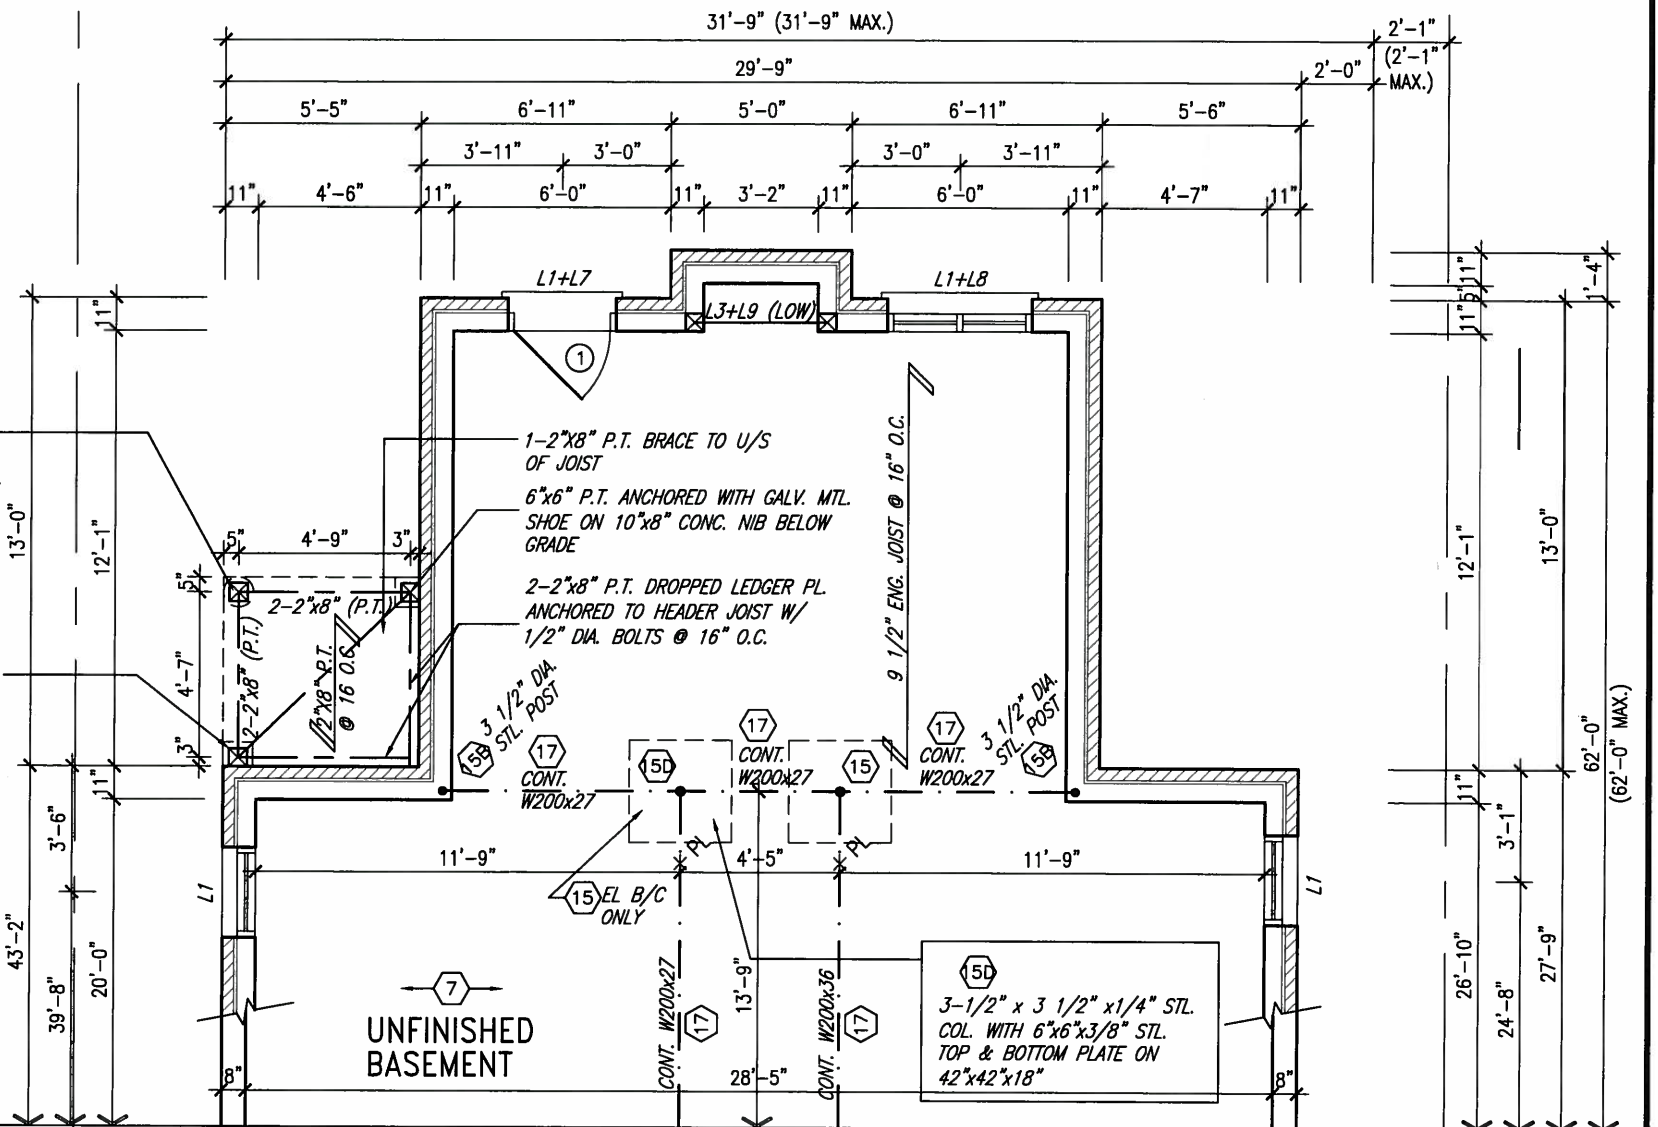 31'-9" (31'-9" MAX.)
2'-1"
(2'-1"
MAX.)
29'-9"
2'-0"
5'-5"
6'-11"
5'-0"
6'-11"
5'-6"
3'-11"
3'-0"
3'-0"
3'-11"
11"
4'-6"
11"
6'-0"
11"
3'-2"
11"
6'-0"
11"
4'-7"
11"
L1+L7
L1+L8
L3+L9 (LOW)
1
11"
11"
5"
11"
1'-4"
1-2"X8" P.T. BRACE TO U/S
OF JOIST
6"x6" P.T. ANCHORED WITH GALV. MTL.
SHOE ON 10"x8" CONC. NIB BELOW
GRADE
2-2"x8" P.T. DROPPED LEDGER PL.
ANCHORED TO HEADER JOIST W/
1/2" DIA. BOLTS @ 16" O.C.
9 1/2" ENG. JOIST @ 16" O.C.
13'-0"
12'-1"
5"
4'-9"
3"
5"
4'-7"
3"
2-2"x8" (P.T.)
2-2"x8" (P.T.)
2"X8" P.T.
@ 16 O.C.
12'-1"
13'-0"
62'-0"
(62'-0" MAX.)
3 1/2" DIA.
STL. POST
15B
17
CONT.
W200x27
15D
17
CONT.
W200x27
15
17
CONT.
W200x27
3 1/2" DIA.
STL. POST
15B
11"
3'-6"
11"
3'-1"
PL
PL
11'-9"
4'-5"
11'-9"
L1
L1
15
EL B/C
ONLY
43'-2"
39'-8"
20'-0"
26'-10"
24'-8"
27'-9"
7
UNFINISHED
BASEMENT
CONT. W200x27
17
13'-9"
CONT. W200x36
17
15D
3-1/2" x 3 1/2" x1/4" STL.
COL. WITH 6"x6"x3/8" STL.
TOP & BOTTOM PLATE ON
42"x42"x18"
8"
28'-5"
8"